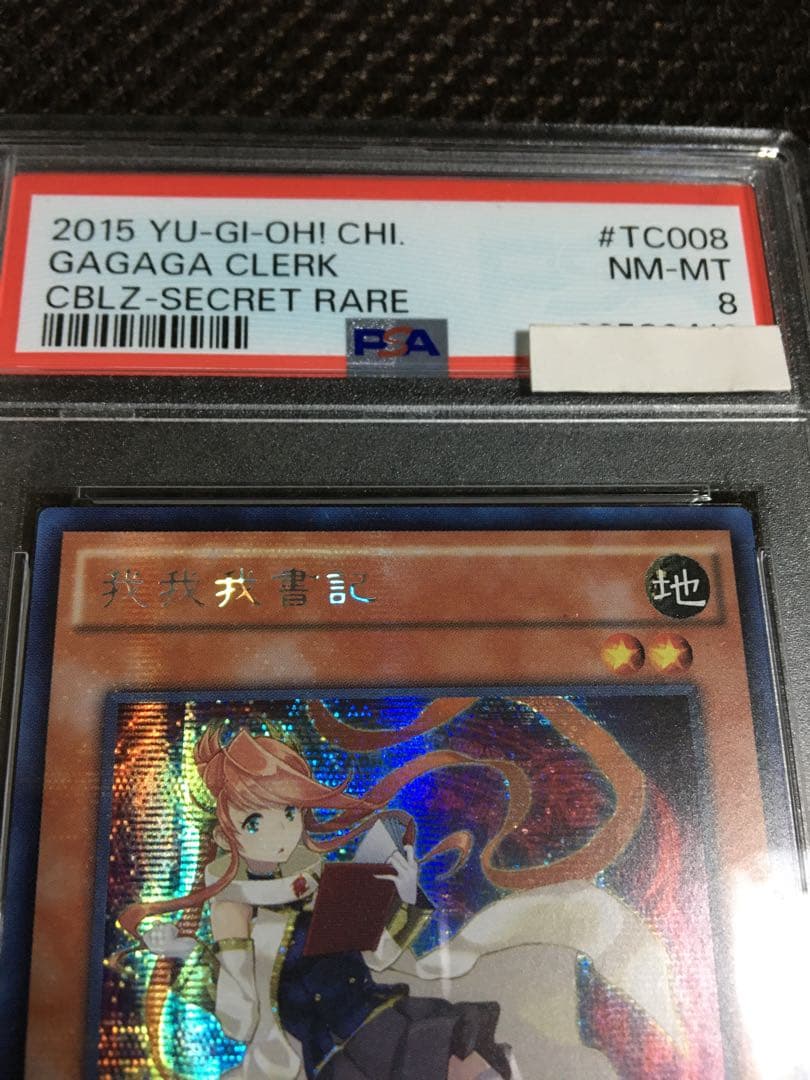 2015 YU-GI-OH! CHI.
#TC008
GAGAGA CLERK
NM-MT
CBLZ-SECRET RARE
8
PSA
我我我書記
地